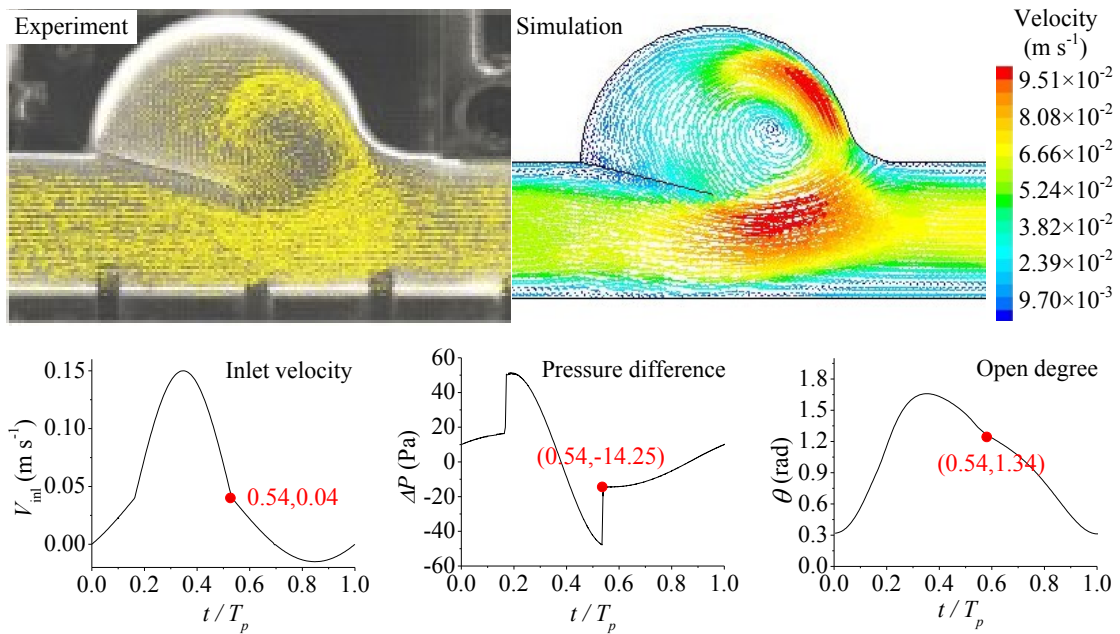 Experiment
Simulation
Velocity
(m s⁻¹)
9.51×10⁻²
8.08×10⁻²
6.66×10⁻²
5.24×10⁻²
3.82×10⁻²
2.39×10⁻²
9.70×10⁻³
Inlet velocity
V_inl (m s⁻¹)
0.15
0.10
0.05
0.00
0.54,0.04
0.0 0.2 0.4 0.6 0.8 1.0
t / T_p
Pressure difference
ΔP (Pa)
60
40
20
0
-20
-40
-60
(0.54,-14.25)
0.0 0.2 0.4 0.6 0.8 1.0
t / T_p
Open degree
θ (rad)
1.8
1.5
1.2
0.9
0.6
0.3
0.0
(0.54,1.34)
0.0 0.2 0.4 0.6 0.8 1.0
t / T_p